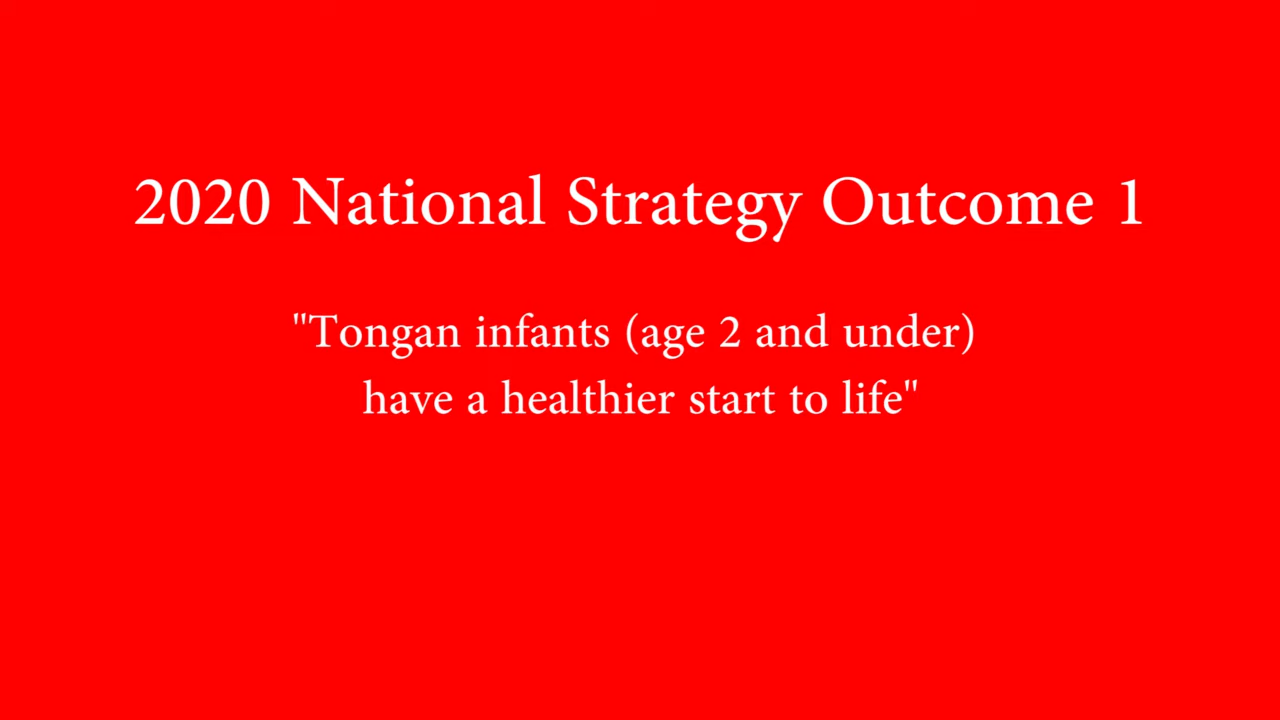 2020 National Strategy Outcome 1
"Tongan infants (age 2 and under)
have a healthier start to life"